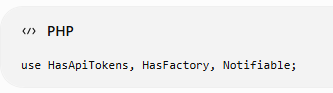 </> PHP
use HasApiTokens, HasFactory, Notifiable;